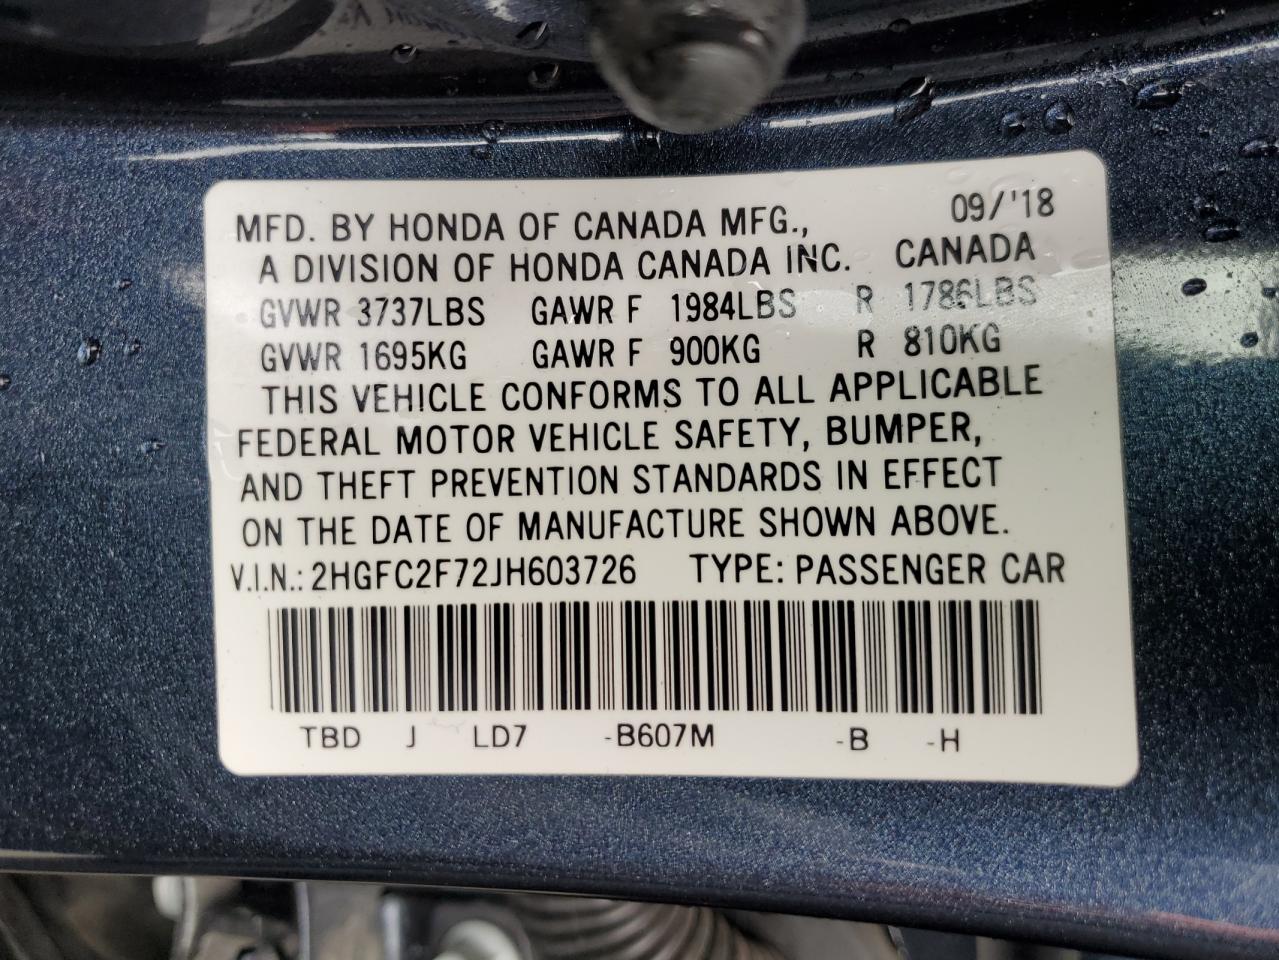 09/'18
MFD. BY HONDA OF CANADA MFG.,
A DIVISION OF HONDA CANADA INC. CANADA
GVWR 3737LBS GAWR F 1984LBS R 1786LBS
GVWR 1695KG GAWR F 900KG R 810KG
THIS VEHICLE CONFORMS TO ALL APPLICABLE
FEDERAL MOTOR VEHICLE SAFETY, BUMPER,
AND THEFT PREVENTION STANDARDS IN EFFECT
ON THE DATE OF MANUFACTURE SHOWN ABOVE.
V.I.N.: 2HGFC2F72JH603726 TYPE: PASSENGER CAR
TBD J LD7 -B607M -B -H